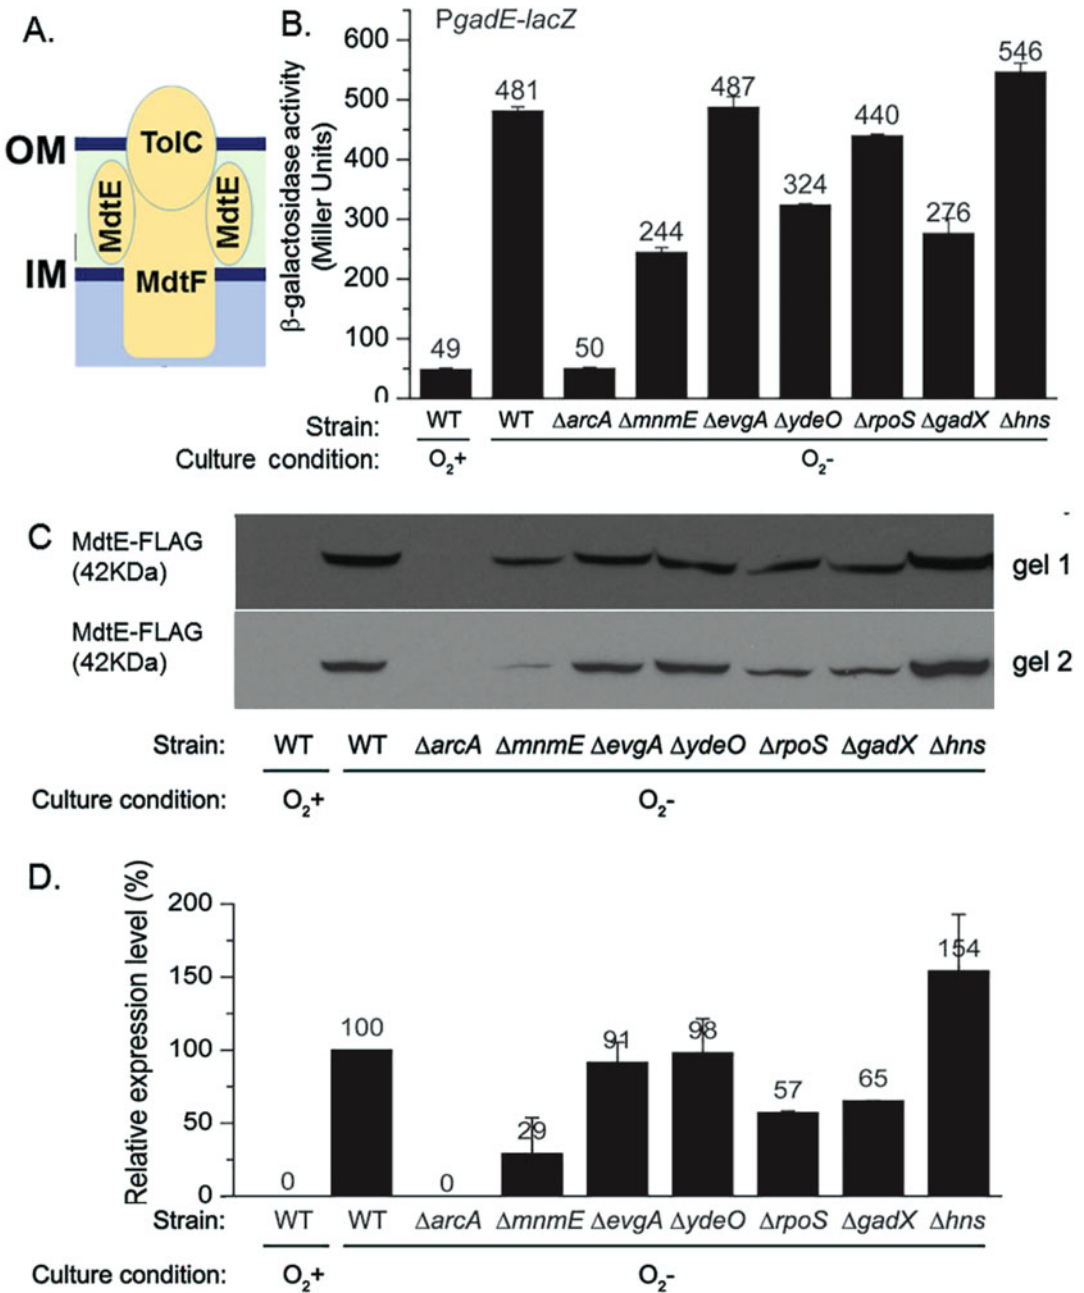 A.
OM
TolC
MdtE
MdtE
IM
MdtF
B.
PgadE-lacZ
β-galactosidase activity
(Miller Units)
600
500
400
300
200
100
0
49
481
50
244
487
324
440
276
546
Strain: WT WT ΔarcA ΔmnmE ΔevgA ΔydeO ΔrpoS ΔgadX Δhns
Culture condition: O₂+ O₂-
C
MdtE-FLAG
(42KDa)
gel 1
MdtE-FLAG
(42KDa)
gel 2
Strain: WT WT ΔarcA ΔmnmE ΔevgA ΔydeO ΔrpoS ΔgadX Δhns
Culture condition: O₂+ O₂-
D.
Relative expression level (%)
200
150
100
50
0
0
100
0
29
91
98
57
65
154
Strain: WT WT ΔarcA ΔmnmE ΔevgA ΔydeO ΔrpoS ΔgadX Δhns
Culture condition: O₂+ O₂-